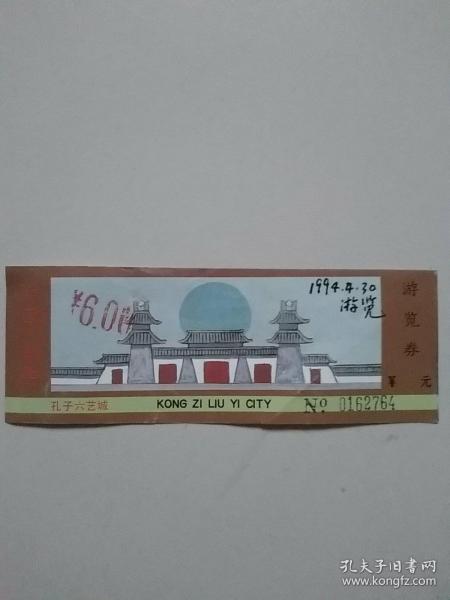 ¥6.00
1994.4.30
游览
游览券
¥ 元
孔子六艺城
KONG ZI LIU YI CITY
No 0162764
孔夫子旧书网
www.kongfz.com